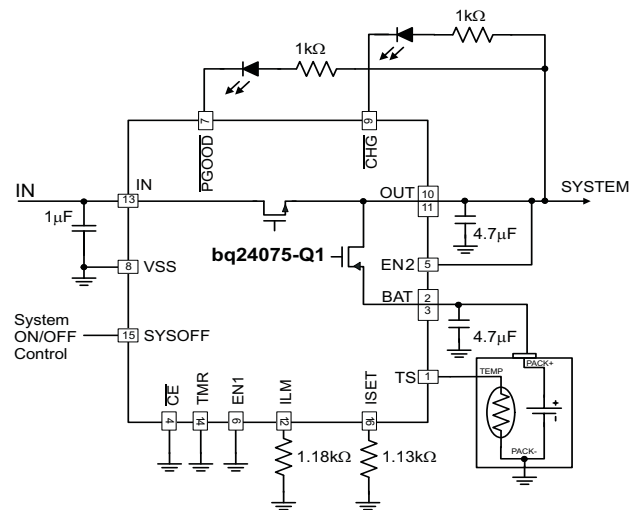 1kΩ
1kΩ
7
9
PGOOD
CHG
IN
IN
13
OUT
10
11
SYSTEM
1µF
4.7µF
bq24075-Q1
EN2
5
8
VSS
BAT
2
3
System
ON/OFF
Control
15
SYSOFF
4.7µF
TS
1
TEMP
PACK+
+
-
PACK-
CE
TMR
EN1
ILM
ISET
4
14
6
12
16
1.18kΩ
1.13kΩ